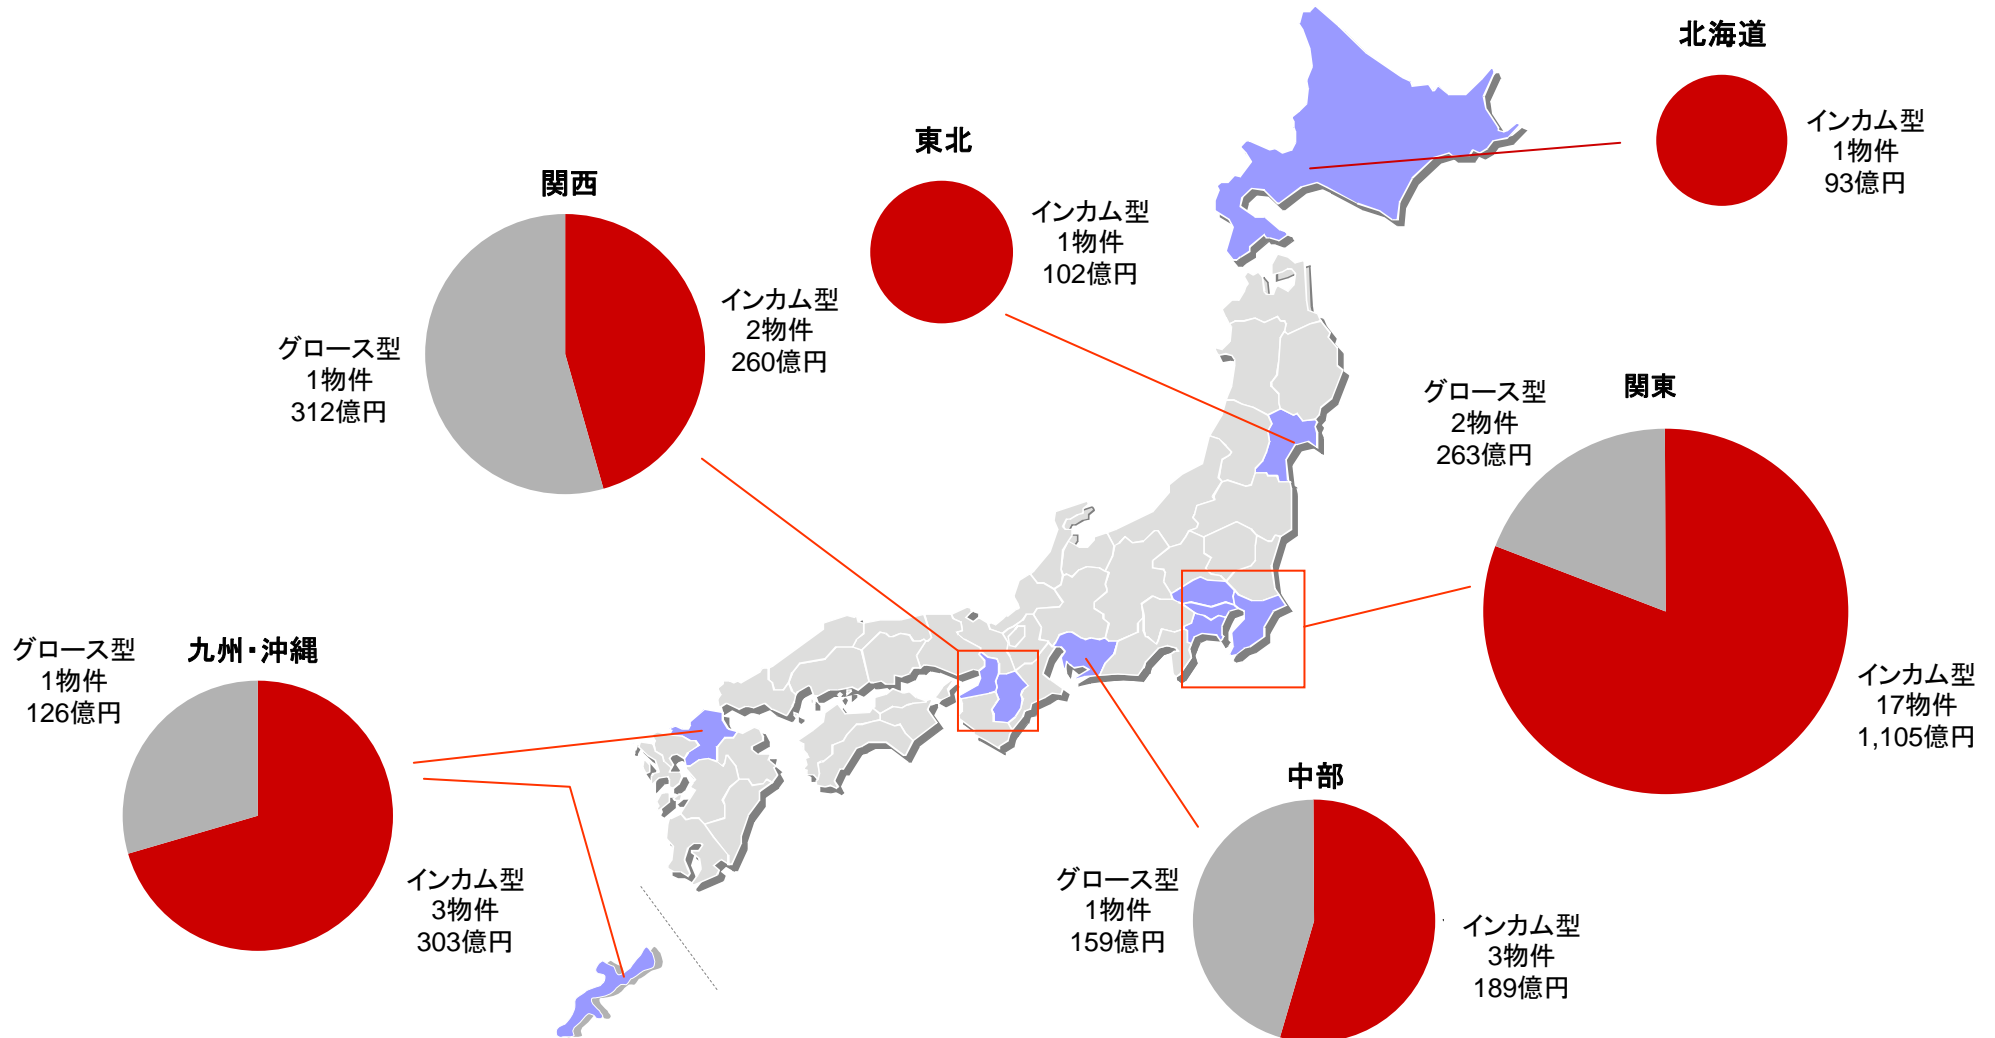 北海道
インカム型
1物件
93億円
東北
インカム型
1物件
102億円
関西
インカム型
2物件
260億円
グロース型
1物件
312億円
関東
グロース型
2物件
263億円
インカム型
17物件
1,105億円
九州・沖縄
グロース型
1物件
126億円
インカム型
3物件
303億円
中部
グロース型
1物件
159億円
インカム型
3物件
189億円